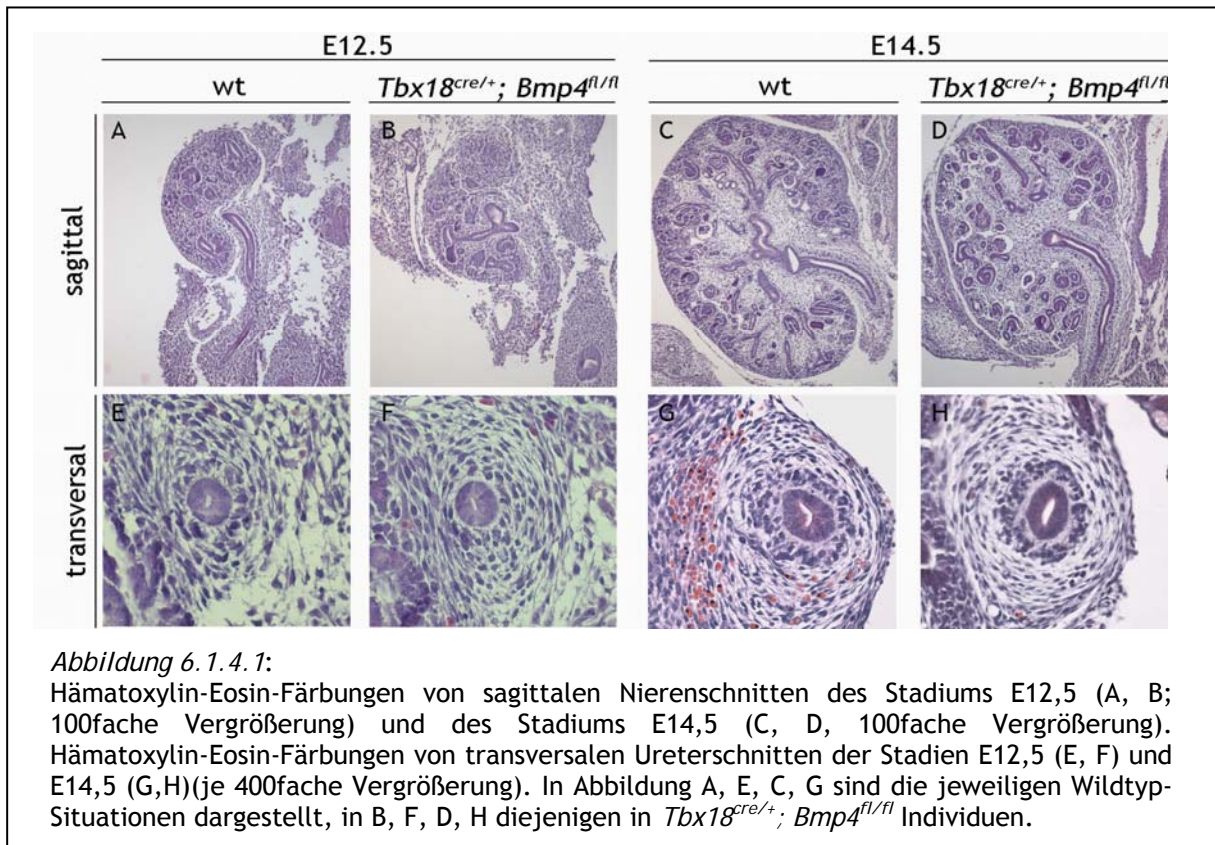 E12.5 E14.5
wt Tbx18cre/+; Bmp4fl/fl wt Tbx18cre/+; Bmp4fl/fl
sagittal
A B C D
transversal
E F G H
Abbildung 6.1.4.1:
Hämatoxylin-Eosin-Färbungen von sagittalen Nierenschnitten des Stadiums E12,5 (A, B;
100fache Vergrößerung) und des Stadiums E14,5 (C, D, 100fache Vergrößerung).
Hämatoxylin-Eosin-Färbungen von transversalen Ureterschnitten der Stadien E12,5 (E, F) und
E14,5 (G,H)(je 400fache Vergrößerung). In Abbildung A, E, C, G sind die jeweiligen Wildtyp-
Situationen dargestellt, in B, F, D, H diejenigen in Tbx18cre/+; Bmp4fl/fl Individuen.